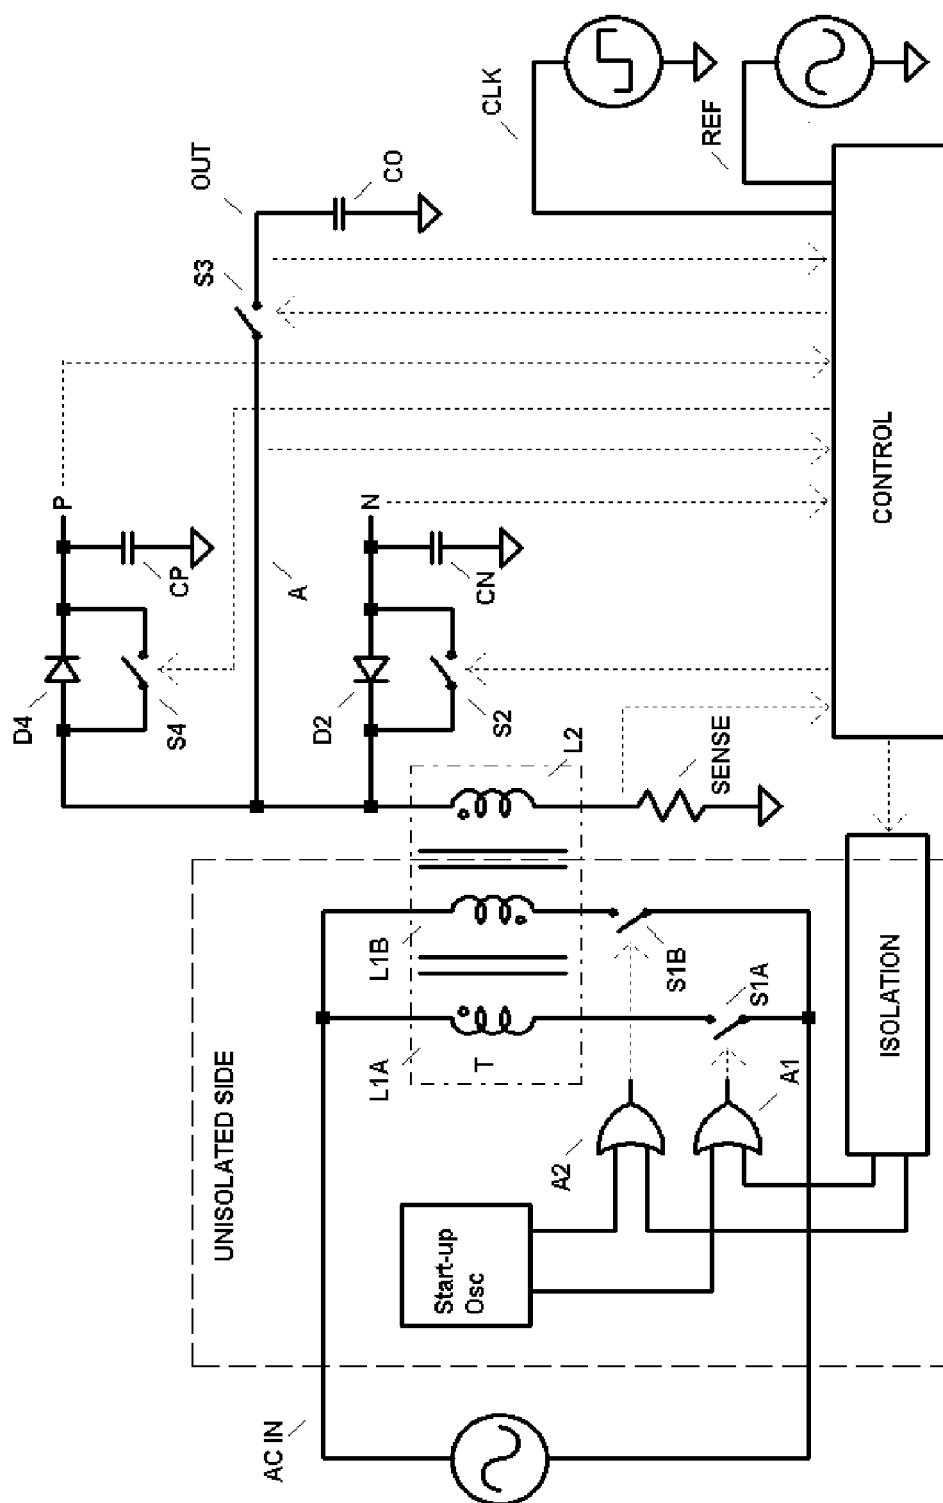 AC IN
UNISOLATED SIDE
Start-up
Osc
A2
A1
L1A
T
L1B
S1B
S1A
ISOLATION
L2
SENSE
D4
S4
D2
S2
CP
A
CN
P
N
S3
OUT
CO
CLK
REF
CONTROL